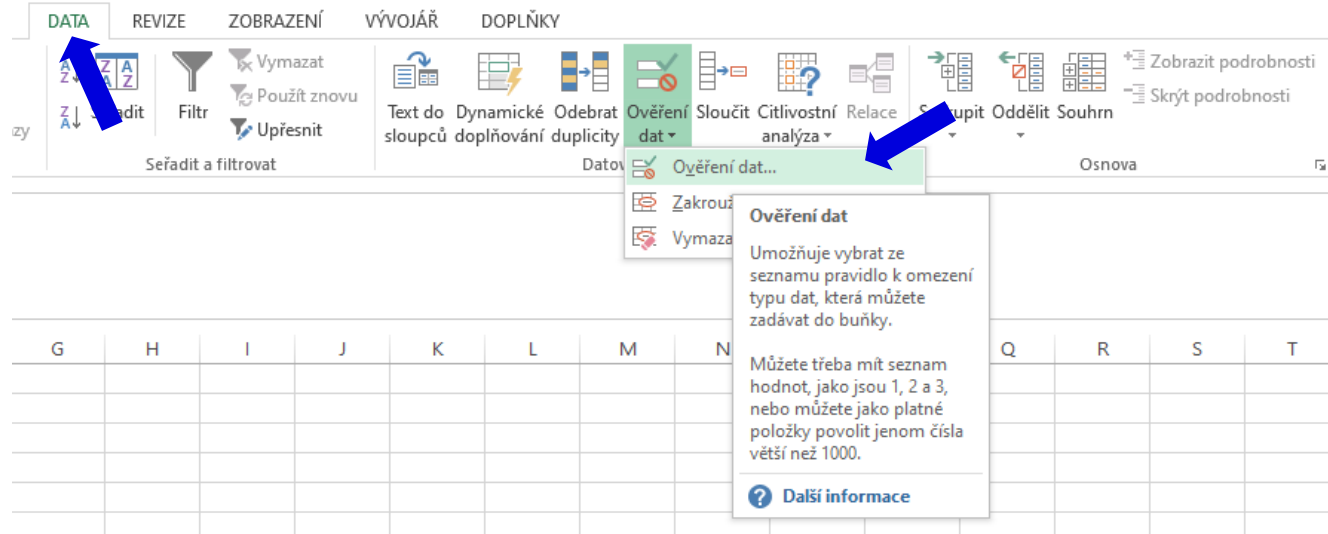 DATA REVIZE ZOBRAZENÍ VÝVOJÁŘ DOPLŇKY
Filtr
Vymazat
Použít znovu
Upřesnit
Seřadit a filtrovat
Text do sloupců
Dynamické doplňování
Odebrat duplicity
Ověření dat
Sloučit
Citlivostní analýza
Relace
Oddělit
Souhrn
Zobrazit podrobnosti
Skrýt podrobnosti
Osnova
Ověření dat...
Ověření dat
Umožňuje vybrat ze
seznamu pravidlo k omezení
typu dat, která můžete
zadávat do buňky.
Můžete třeba mít seznam
hodnot, jako jsou 1, 2 a 3,
nebo můžete jako platné
položky povolit jenom čísla
větší než 1000.
Další informace
G H I J K L M N Q R S T